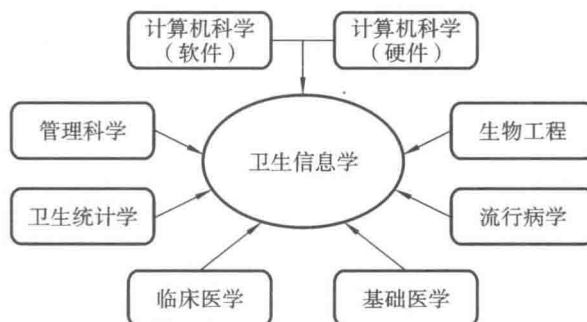 计算机科学
（软件）
计算机科学
（硬件）
管理科学
生物工程
卫生信息学
卫生统计学
流行病学
临床医学
基础医学